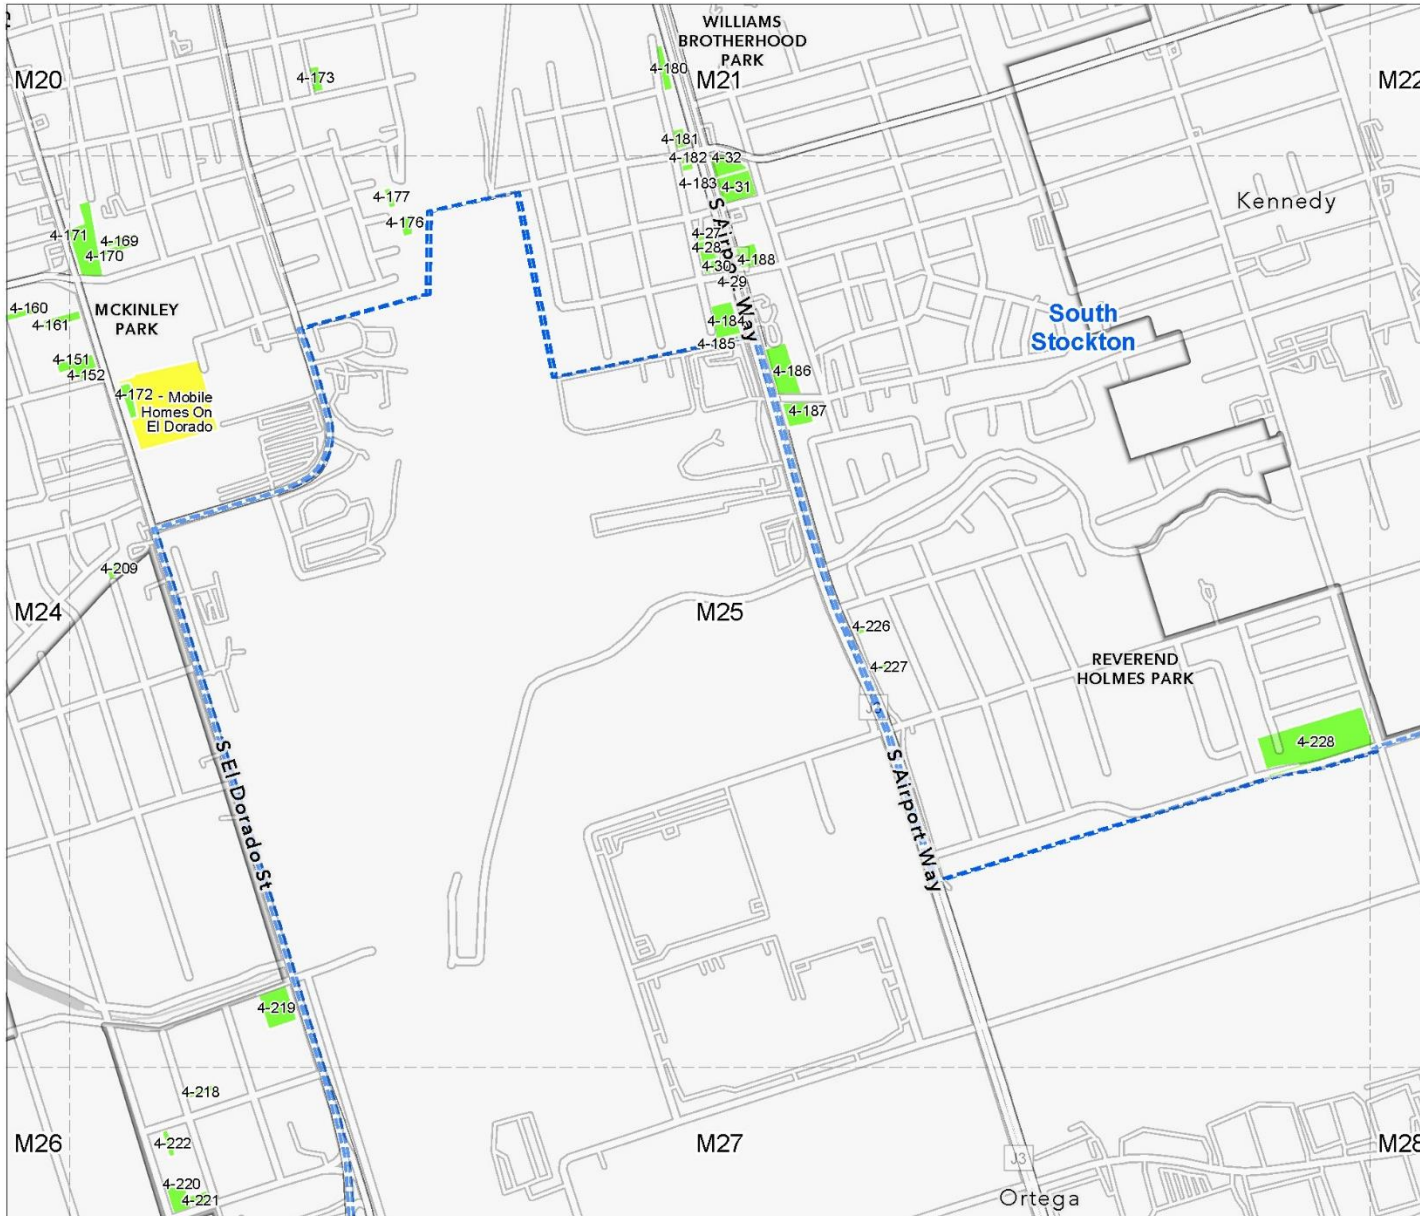 WILLIAMS
BROTHERHOOD
PARK
M20
M21
M22
4-173
4-180
4-181
4-182
4-32
4-183
4-31
4-177
4-176
Kennedy
4-171
4-169
4-170
4-27
4-28
4-188
4-30
4-29
S Airport Way
4-160
4-161
MCKINLEY
PARK
4-184
4-185
South
Stockton
4-151
4-152
4-186
4-172 - Mobile
Homes On
El Dorado
4-187
4-209
M24
M25
4-226
4-227
REVEREND
HOLMES PARK
4-228
S El Dorado St
S Airport Way
4-219
4-218
M26
4-222
M27
M28
J3
4-220
4-221
Ortega